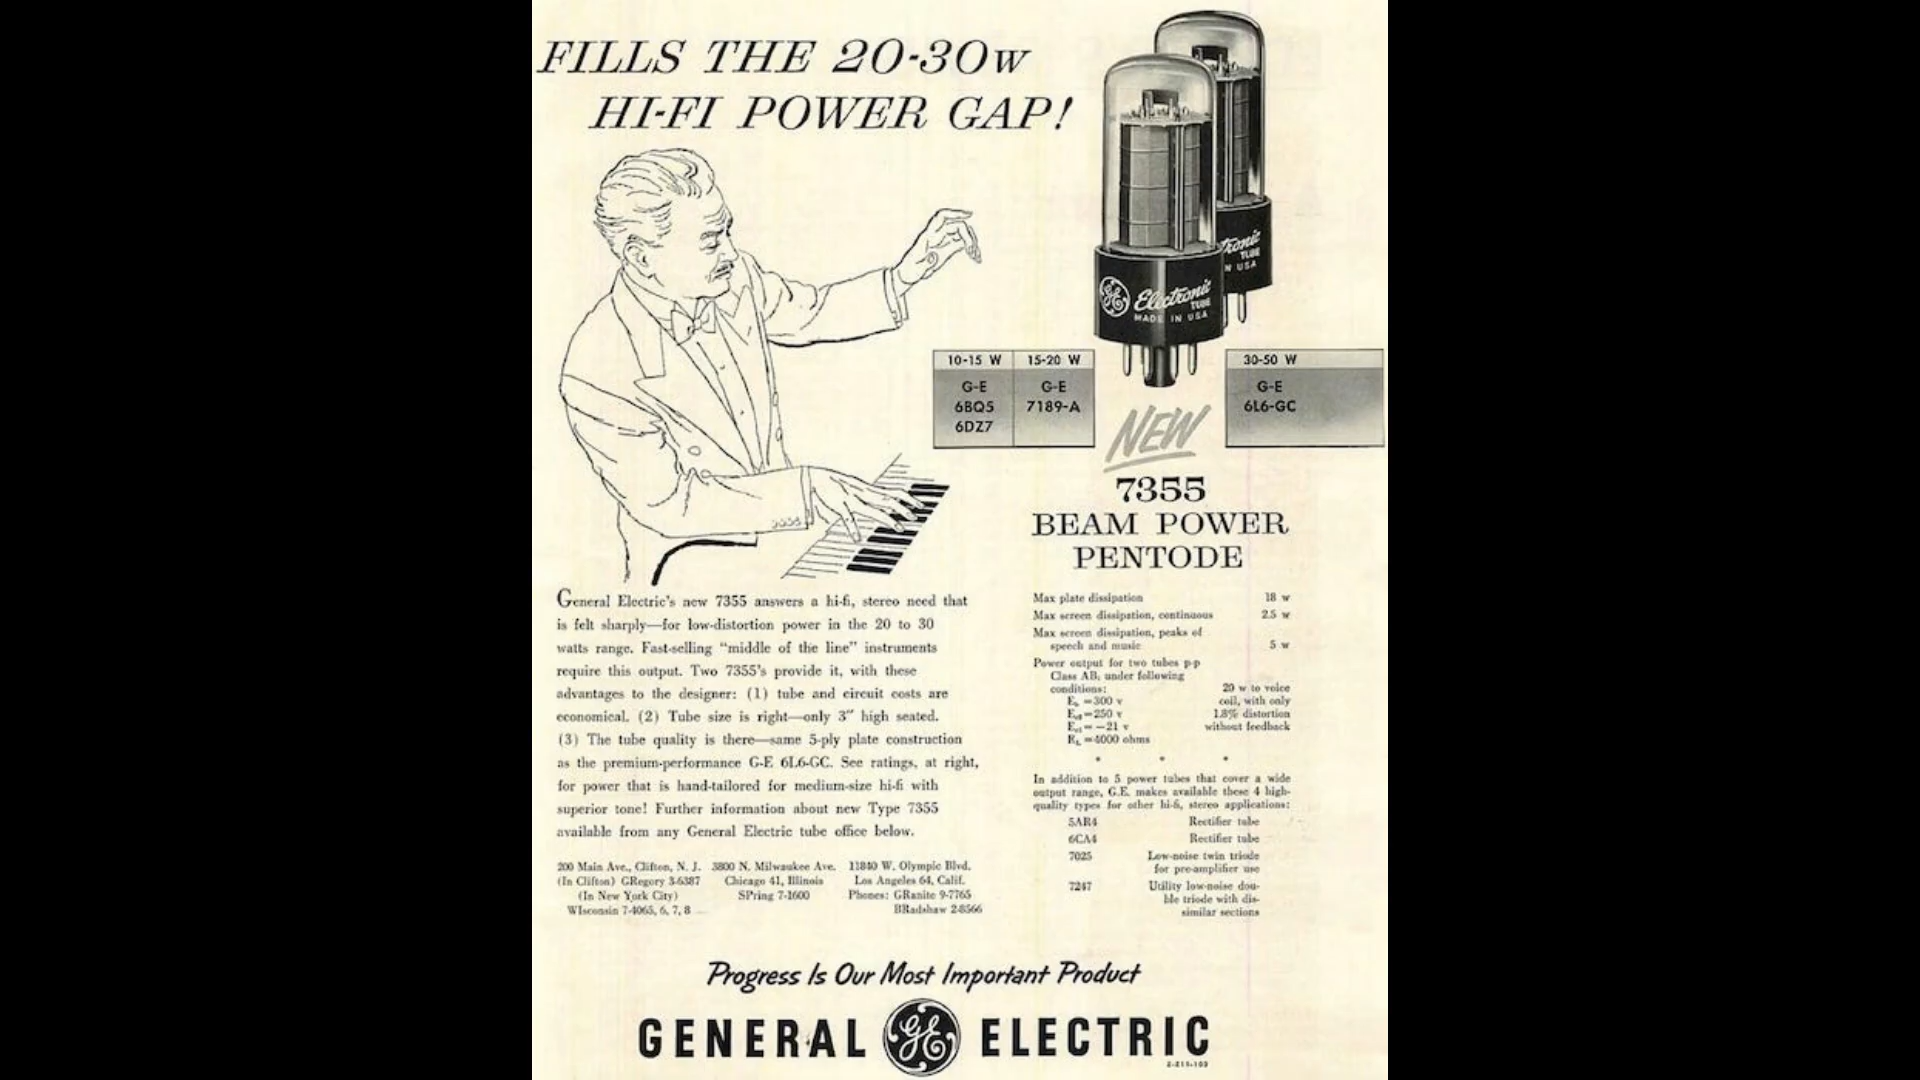 FILLS THE 20-30W
HI-FI POWER GAP!
Electronic
TUBE
MADE IN USA
tronic
TUBE
N USA
10-15 W
G-E
6BQ5
6DZ7
15-20 W
G-E
7189-A
30-50 W
G-E
6L6-GC
NEW
7355
BEAM POWER
PENTODE
General Electric's new 7355 answers a hi-fi, stereo need that
is felt sharply—for low-distortion power in the 20 to 30
watts range. Fast-selling “middle of the line” instruments
require this output. Two 7355's provide it, with these
advantages to the designer: (1) tube and circuit costs are
economical. (2) Tube size is right—only 3″ high seated.
(3) The tube quality is there—same 5-ply plate construction
as the premium-performance G-E 6L6-GC. See ratings, at right,
for power that is hand-tailored for medium-size hi-fi with
superior tone! Further information about new Type 7355
available from any General Electric tube office below.
200 Main Ave., Clifton, N. J.
(In Clifton) GRegory 3-6387
(In New York City)
WIsconsin 7-4065, 6, 7, 8
3800 N. Milwaukee Ave.
Chicago 41, Illinois
SPring 7-1600
11840 W. Olympic Blvd.
Los Angeles 64, Calif.
Phones: GRanite 9-7765
BRadshaw 2-8566
Max plate dissipation 18 w
Max screen dissipation, continuous 2.5 w
Max screen dissipation, peaks of
speech and music 5 w
Power output for two tubes p-p
Class AB₁ under following
conditions:
Eb =300 v
Ec2=250 v
Ec1=−21 v
RL =4000 ohms
20 w to voice
coil, with only
1.8% distortion
without feedback
* * *
In addition to 5 power tubes that cover a wide
output range, G.E. makes available these 4 high-
quality types for other hi-fi, stereo applications:
5AR4 Rectifier tube
6CA4 Rectifier tube
7025 Low-noise twin triode
for pre-amplifier use
7247 Utility low-noise dou-
ble triode with dis-
similar sections
Progress Is Our Most Important Product
GENERAL GE ELECTRIC